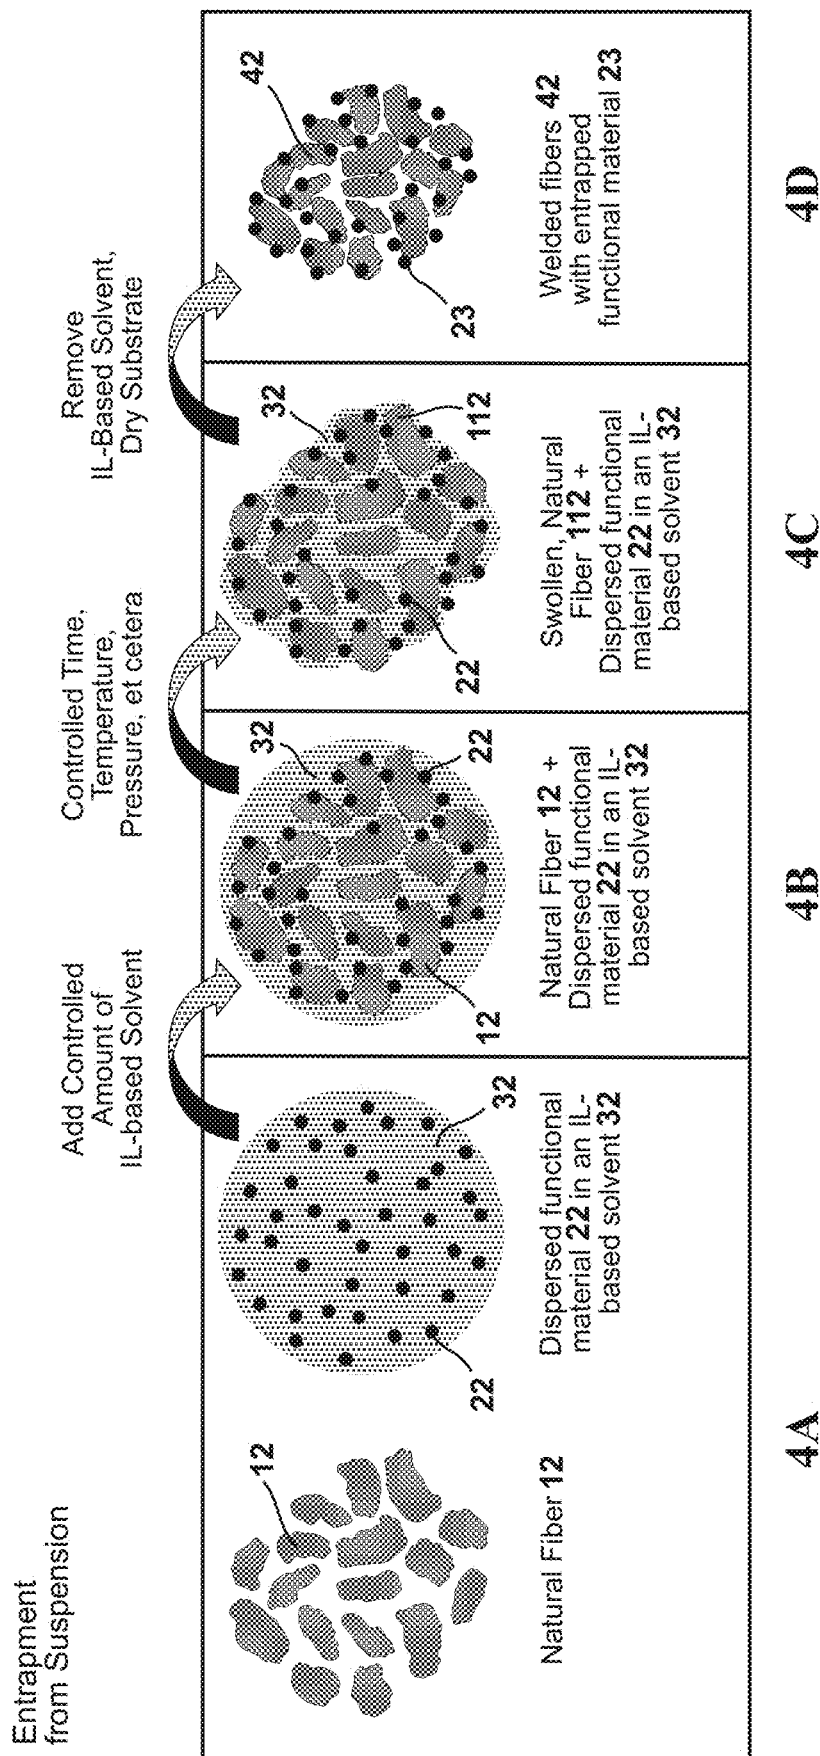 Entrapment
from Suspension
Add Controlled
Amount of
IL-based Solvent
Controlled Time,
Temperature,
Pressure, et cetera
Remove
IL-Based Solvent,
Dry Substrate
12
Natural Fiber 12
22
32
Dispersed functional
material 22 in an IL-
based solvent 32
12
32
22
Natural Fiber 12 +
Dispersed functional
material 22 in an IL-
based solvent 32
22
32
112
Swollen, Natural
Fiber 112 +
Dispersed functional
material 22 in an IL-
based solvent 32
23
42
Welded fibers 42
with entrapped
functional material 23
4A
4B
4C
4D